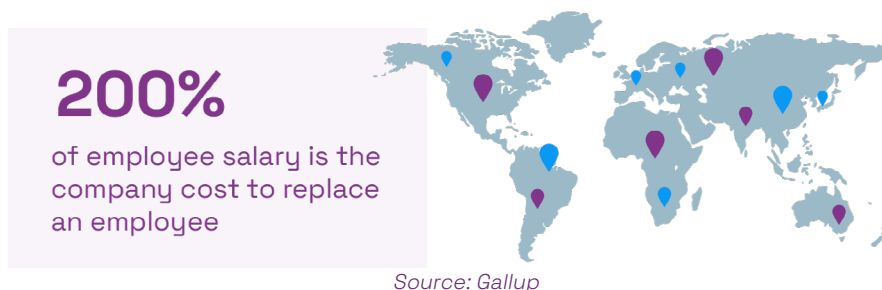 200%
of employee salary is the
company cost to replace
an employee
Source: Gallup